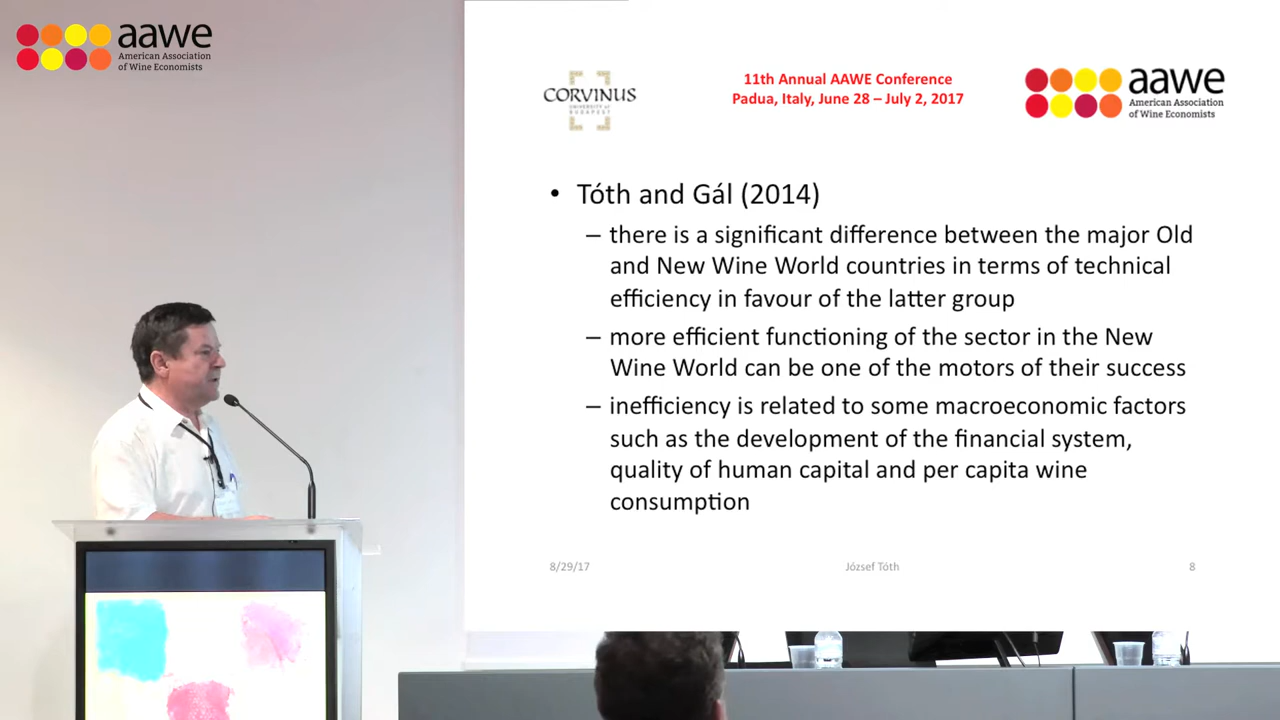 aawe
American Association
of Wine Economists
CORVINUS
UNIVERSITY of
BUDAPEST
11th Annual AAWE Conference
Padua, Italy, June 28 – July 2, 2017
aawe
American Association
of Wine Economists
• Tóth and Gál (2014)
– there is a significant difference between the major Old
and New Wine World countries in terms of technical
efficiency in favour of the latter group
– more efficient functioning of the sector in the New
Wine World can be one of the motors of their success
– inefficiency is related to some macroeconomic factors
such as the development of the financial system,
quality of human capital and per capita wine
consumption
8/29/17 József Tóth 8